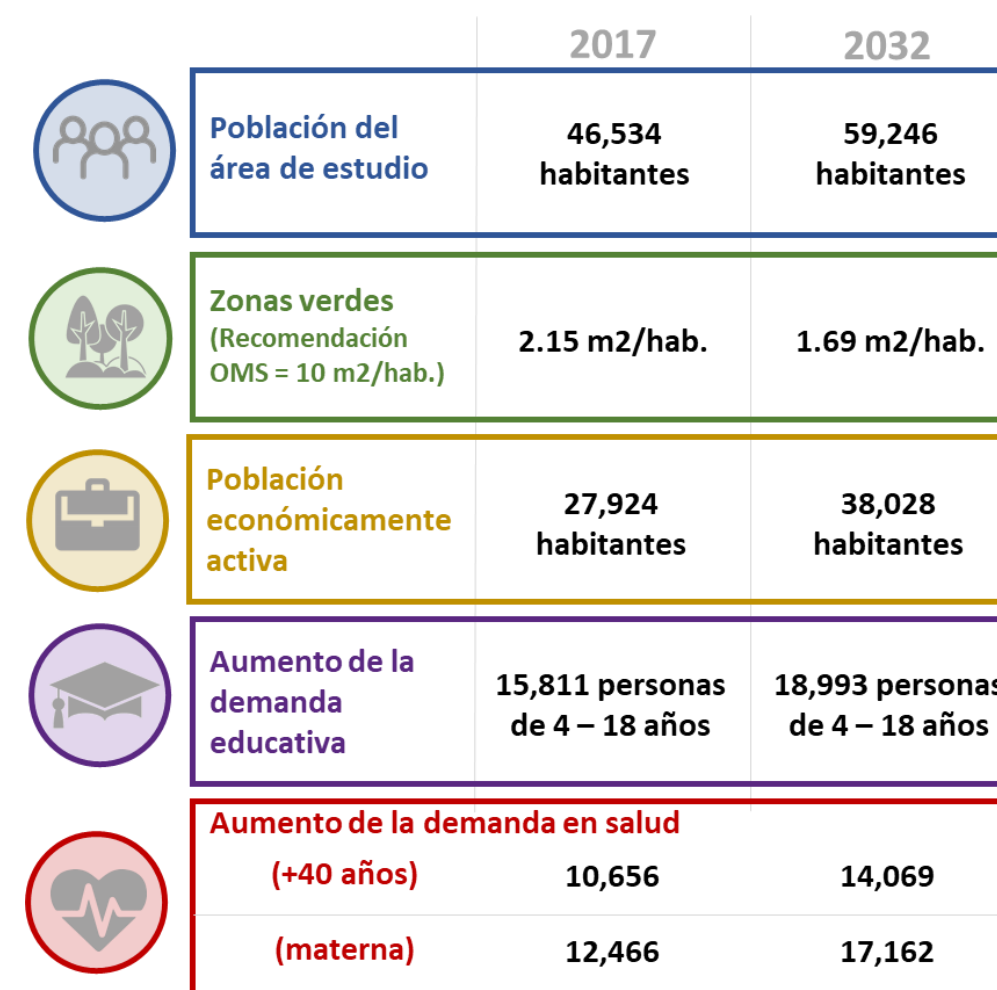 2017 2032
Población del
área de estudio
46,534
habitantes
59,246
habitantes
Zonas verdes
(Recomendación
OMS = 10 m2/hab.)
2.15 m2/hab.
1.69 m2/hab.
Población
económicamente
activa
27,924
habitantes
38,028
habitantes
Aumento de la
demanda
educativa
15,811 personas
de 4 – 18 años
18,993 personas
de 4 – 18 años
Aumento de la demanda en salud
(+40 años) 10,656 14,069
(materna) 12,466 17,162